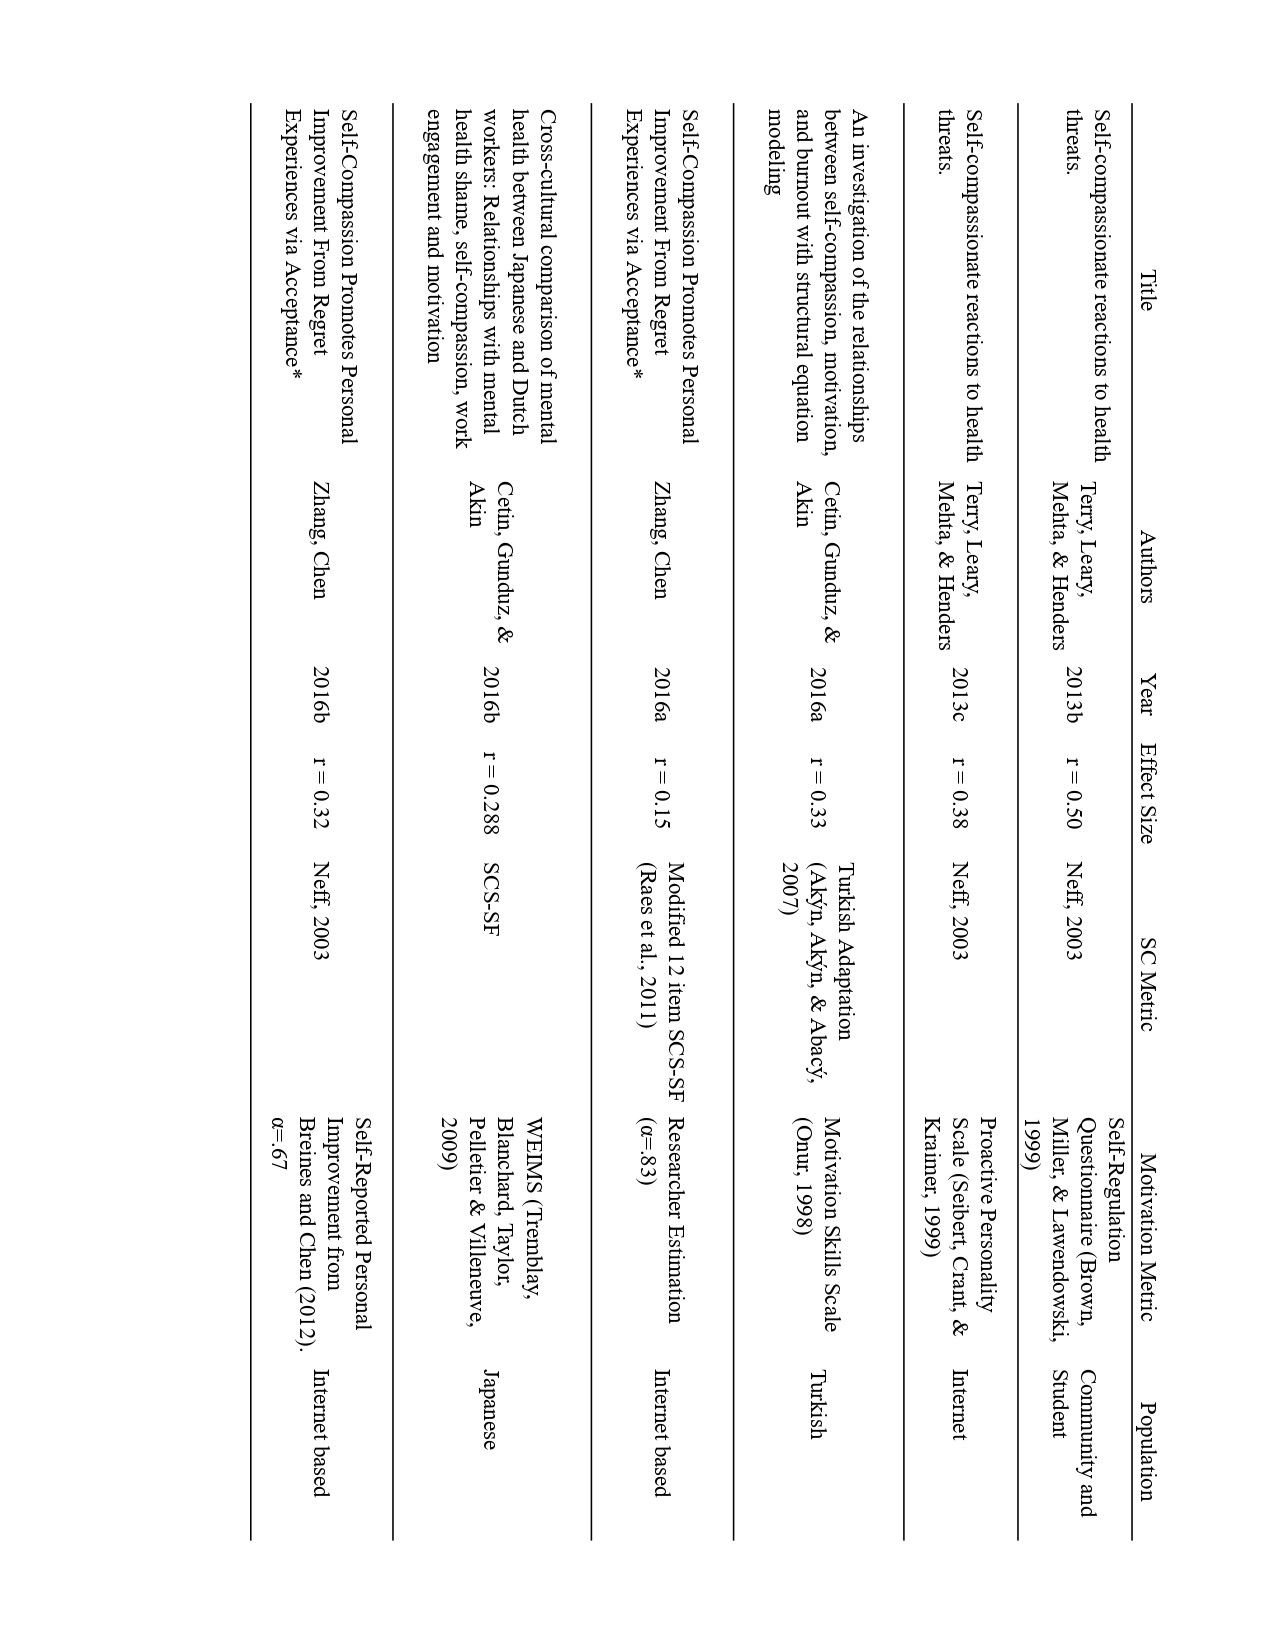 Title
Authors
Year
Effect Size
SC Metric
Motivation Metric
Population
Self-compassionate reactions to health
threats.
Terry, Leary,
Mehta, & Henders
2013b
r = 0.50
Neff, 2003
Self-Regulation
Questionnaire (Brown,
Miller, & Lawendowski,
1999)
Community and
Student
Self-compassionate reactions to health
threats.
Terry, Leary,
Mehta, & Henders
2013c
r = 0.38
Neff, 2003
Proactive Personality
Scale (Seibert, Crant, &
Kraimer, 1999)
Internet
An investigation of the relationships
between self-compassion, motivation,
and burnout with structural equation
modeling
Cetin, Gunduz, &
Akin
2016a
r = 0.33
Turkish Adaptation
(Akýn, Akýn, & Abacý,
2007)
Motivation Skills Scale
(Onur, 1998)
Turkish
Self-Compassion Promotes Personal
Improvement From Regret
Experiences via Acceptance*
Zhang, Chen
2016a
r = 0.15
Modified 12 item SCS-SF
(Raes et al., 2011)
Researcher Estimation
(α=.83)
Internet based
Cross-cultural comparison of mental
health between Japanese and Dutch
workers: Relationships with mental
health shame, self-compassion, work
engagement and motivation
Cetin, Gunduz, &
Akin
2016b
r = 0.288
SCS-SF
WEIMS (Tremblay,
Blanchard, Taylor,
Pelletier & Villeneuve,
2009)
Japanese
Self-Compassion Promotes Personal
Improvement From Regret
Experiences via Acceptance*
Zhang, Chen
2016b
r = 0.32
Neff, 2003
Self-Reported Personal
Improvement from
Breines and Chen (2012).
α=.67
Internet based